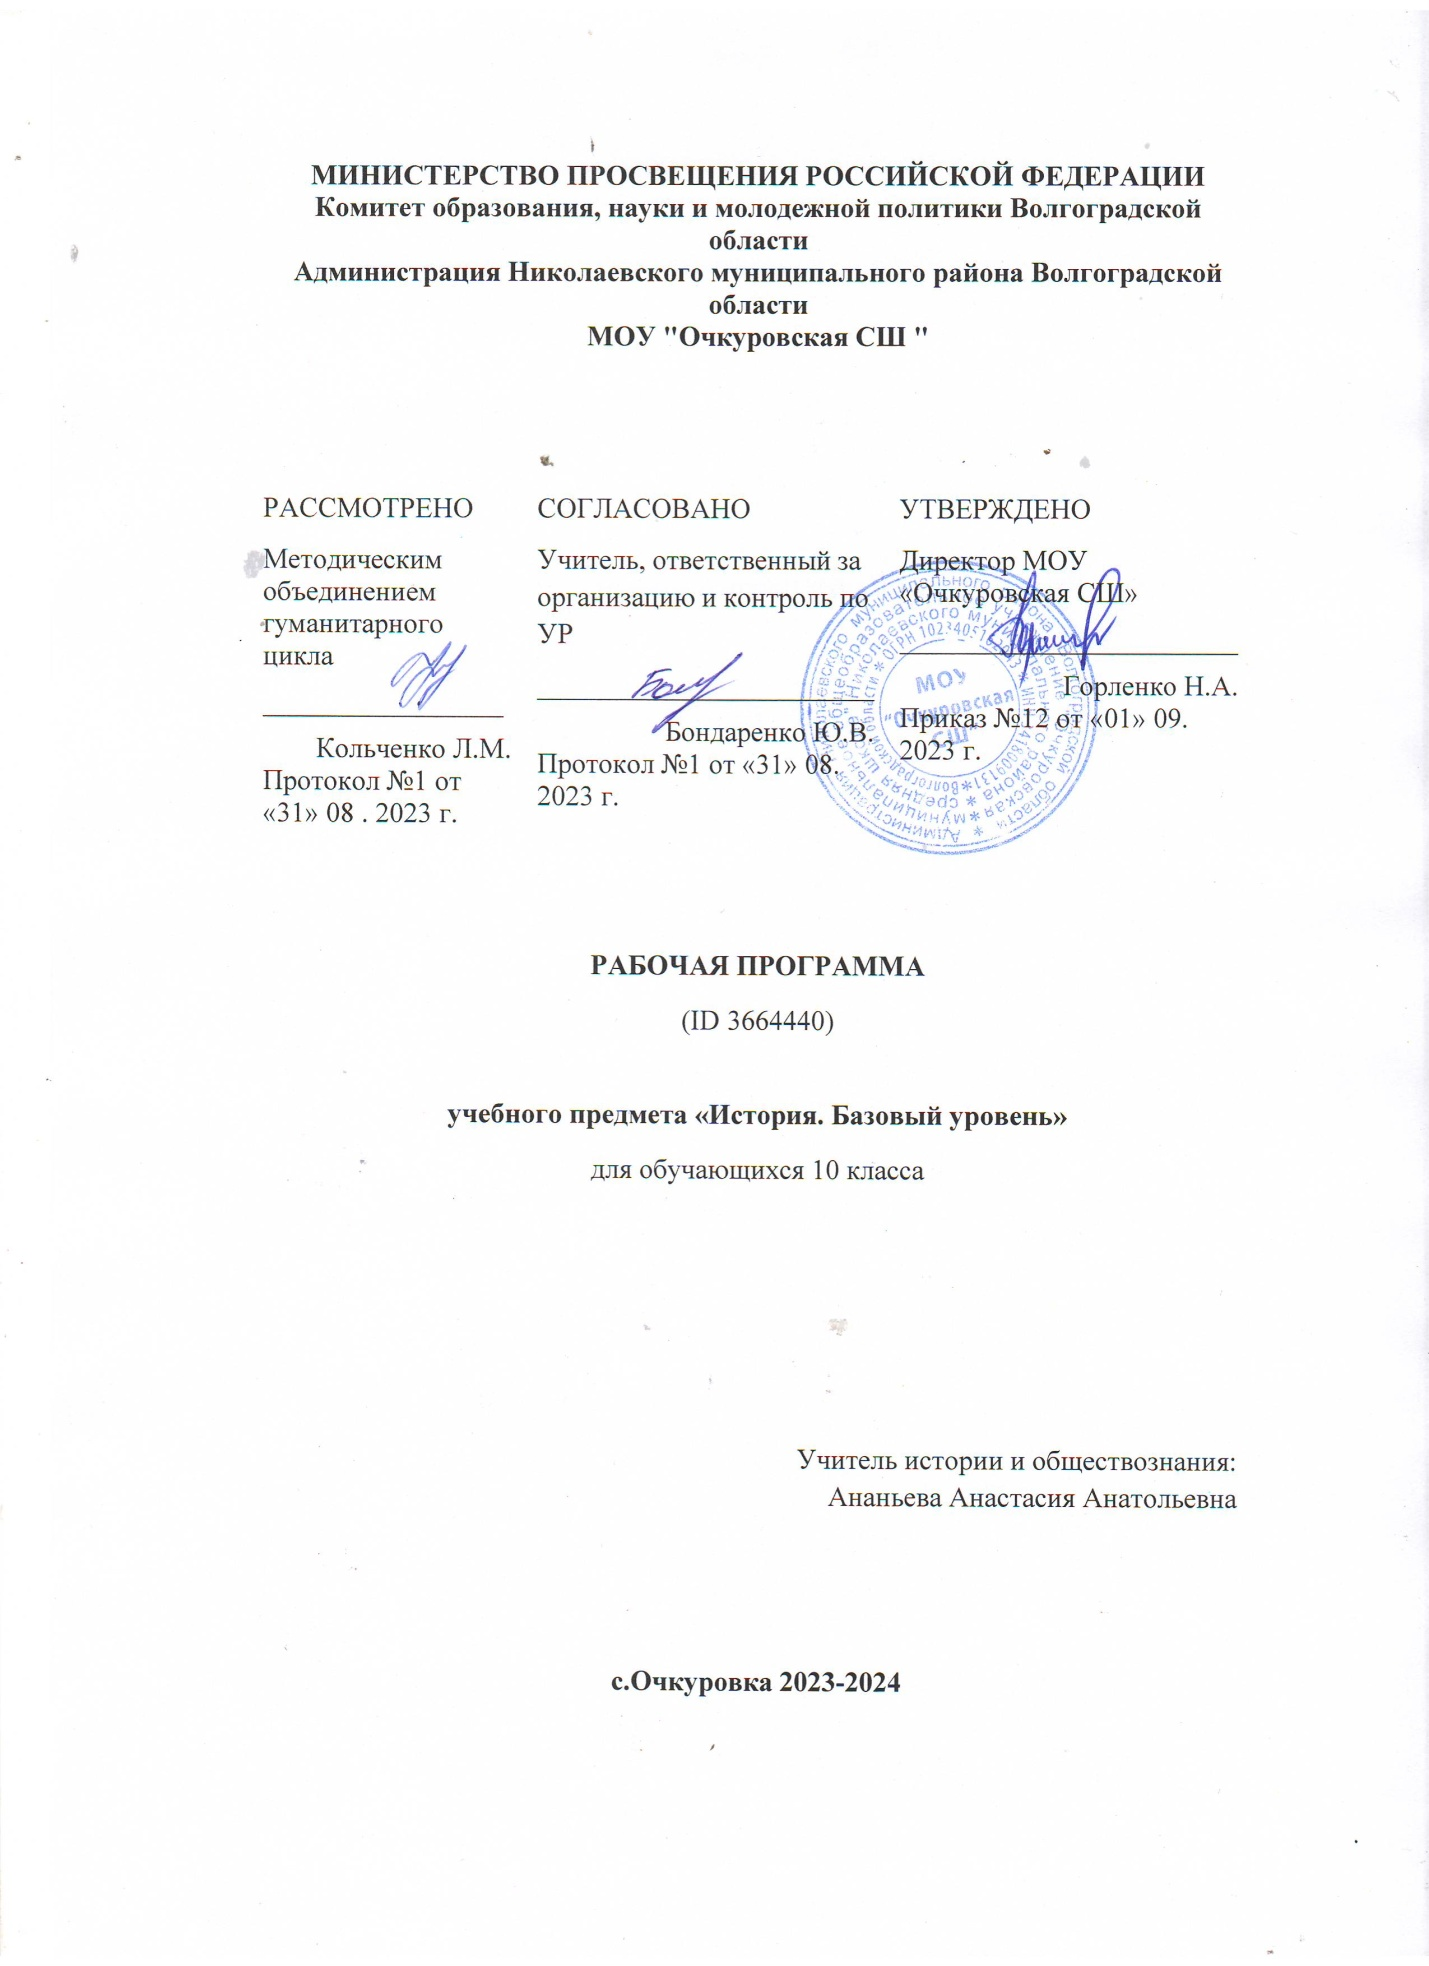 МИНИСТЕРСТВО ПРОСВЕЩЕНИЯ РОССИЙСКОЙ ФЕДЕРАЦИИ
Комитет образования, науки и молодежной политики Волгоградской
области
Администрация Николаевского муниципального района Волгоградской
области
МОУ "Очкуровская СШ "
РАССМОТРЕНО
Методическим
объединением
гуманитарного
цикла
Кольченко Л.М.
Протокол №1 от
«31» 08 . 2023 г.
СОГЛАСОВАНО
Учитель, ответственный за
организацию и контроль по
УР
Бондаренко Ю.В.
Протокол №1 от «31» 08.
2023 г.
УТВЕРЖДЕНО
Директор МОУ
«Очкуровская СШ»
Горленко Н.А.
Приказ №12 от «01» 09.
2023 г.
МОУ
"Очкуровская
СШ"
РАБОЧАЯ ПРОГРАММА
(ID 3664440)
учебного предмета «История. Базовый уровень»
для обучающихся 10 класса
Учитель истории и обществознания:
Ананьева Анастасия Анатольевна
с.Очкуровка 2023-2024